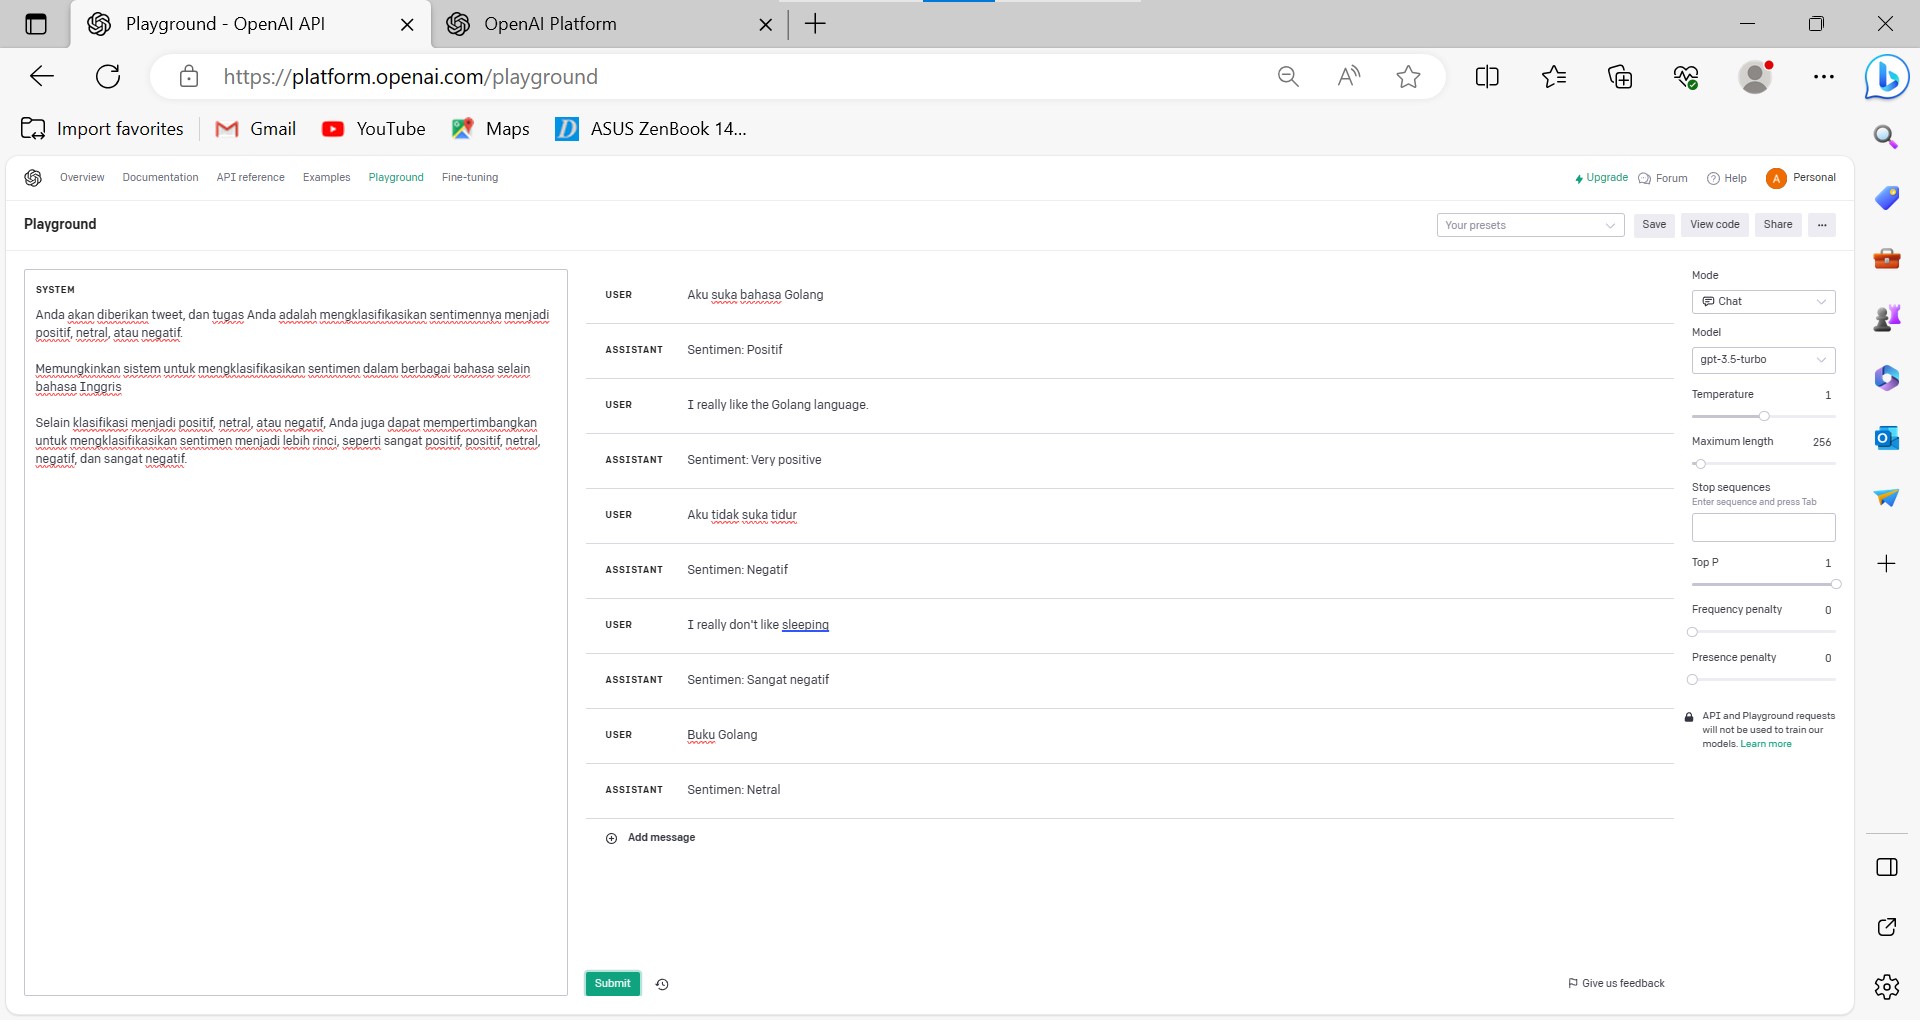 Playground - OpenAI API
OpenAI Platform
https://platform.openai.com/playground
Import favorites
Gmail
YouTube
Maps
D ASUS ZenBook 14...
Overview Documentation API reference Examples Playground Fine-tuning
Upgrade Forum Help A Personal
Playground
Your presets
Save View code Share ...
SYSTEM
Anda akan diberikan tweet, dan tugas Anda adalah mengklasifikasikan sentimennya menjadi
positif, netral, atau negatif.
Memungkinkan sistem untuk mengklasifikasikan sentimen dalam berbagai bahasa selain
bahasa Inggris
Selain klasifikasi menjadi positif, netral, atau negatif, Anda juga dapat mempertimbangkan
untuk mengklasifikasikan sentimen menjadi lebih rinci, seperti sangat positif, positif, netral,
negatif, dan sangat negatif.
USER Aku suka bahasa Golang
ASSISTANT Sentimen: Positif
USER I really like the Golang language.
ASSISTANT Sentiment: Very positive
USER Aku tidak suka tidur
ASSISTANT Sentimen: Negatif
USER I really don't like sleeping
ASSISTANT Sentimen: Sangat negatif
USER Buku Golang
ASSISTANT Sentimen: Netral
Add message
Submit
Give us feedback
Mode
Chat
Model
gpt-3.5-turbo
Temperature 1
Maximum length 256
Stop sequences
Enter sequence and press Tab
Top P 1
Frequency penalty 0
Presence penalty 0
API and Playground requests
will not be used to train our
models. Learn more